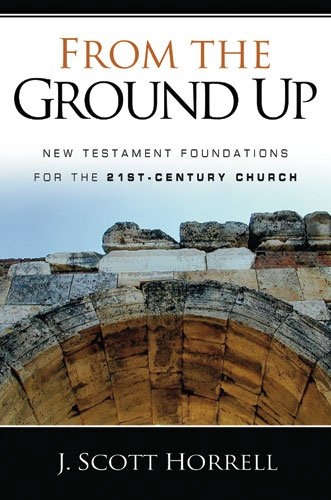 FROM THE
GROUND UP
NEW TESTAMENT FOUNDATIONS
FOR THE 21ST-CENTURY CHURCH
J. SCOTT HORRELL